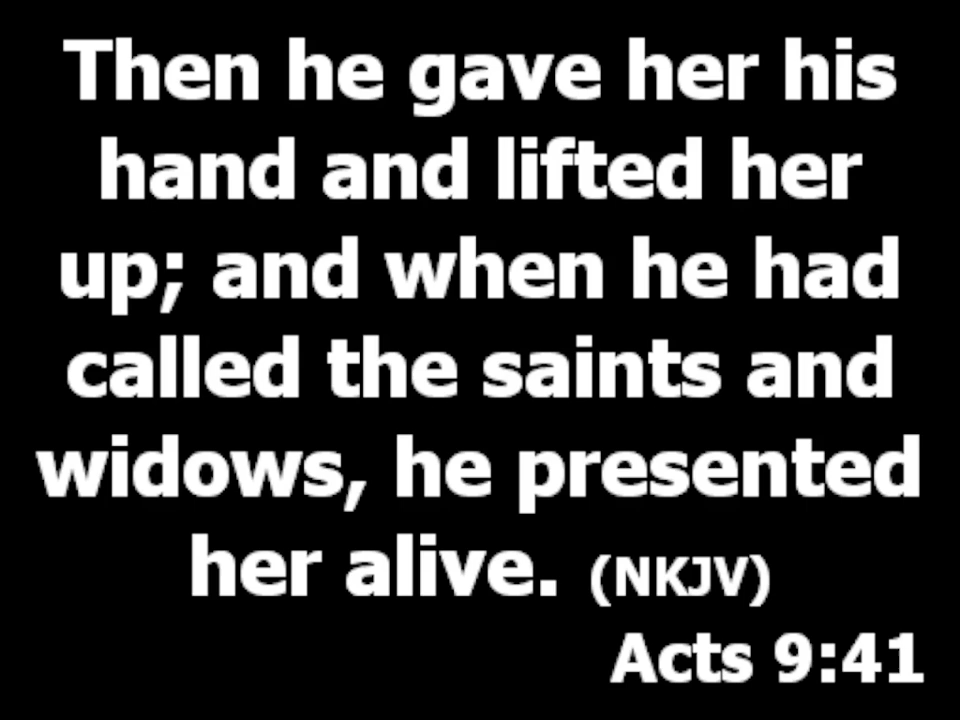 Then he gave her his
hand and lifted her
up; and when he had
called the saints and
widows, he presented
her alive. (NKJV)
Acts 9:41